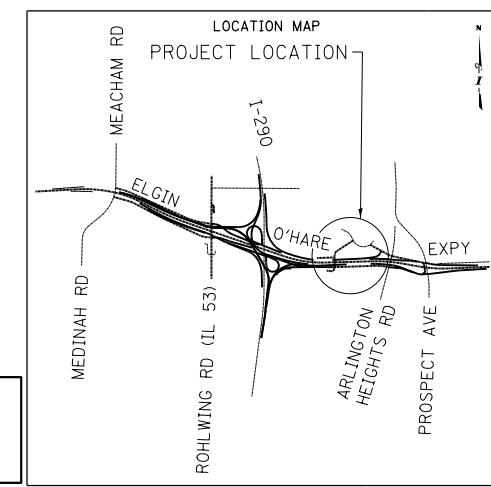 LOCATION MAP
PROJECT LOCATION
N
MEACHAM RD
I-290
ELGIN
O'HARE
EXPY
MEDINAH RD
ROHLWING RD (IL 53)
ARLINGTON
HEIGHTS RD
PROSPECT AVE